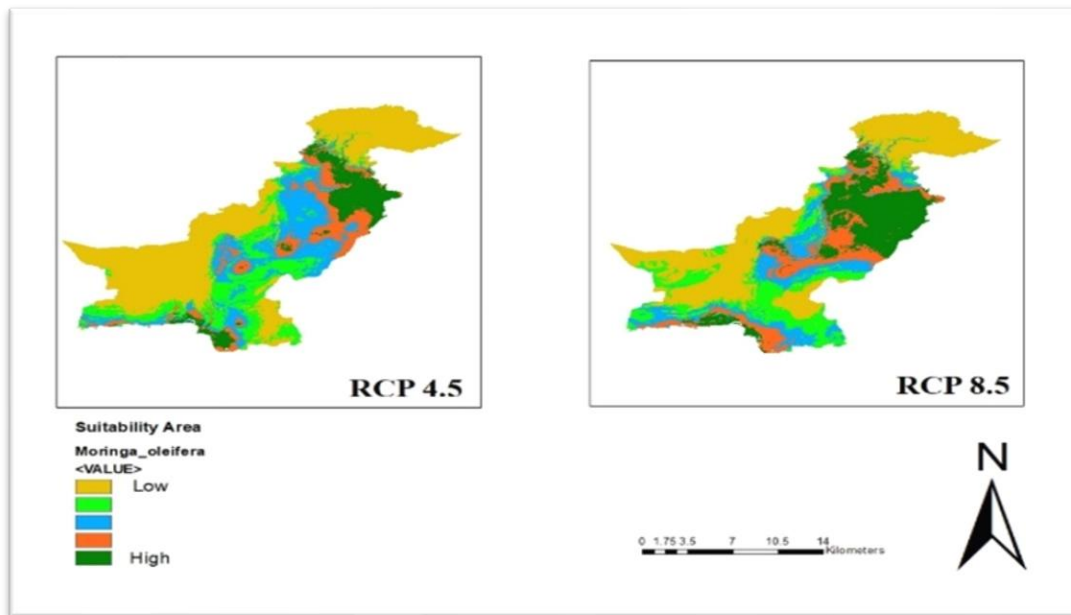 RCP 4.5
RCP 8.5
Suitability Area
Moringa_oleifera
<VALUE>
Low
High
N
0 1.75 3.5 7 10.5 14
Kilometers